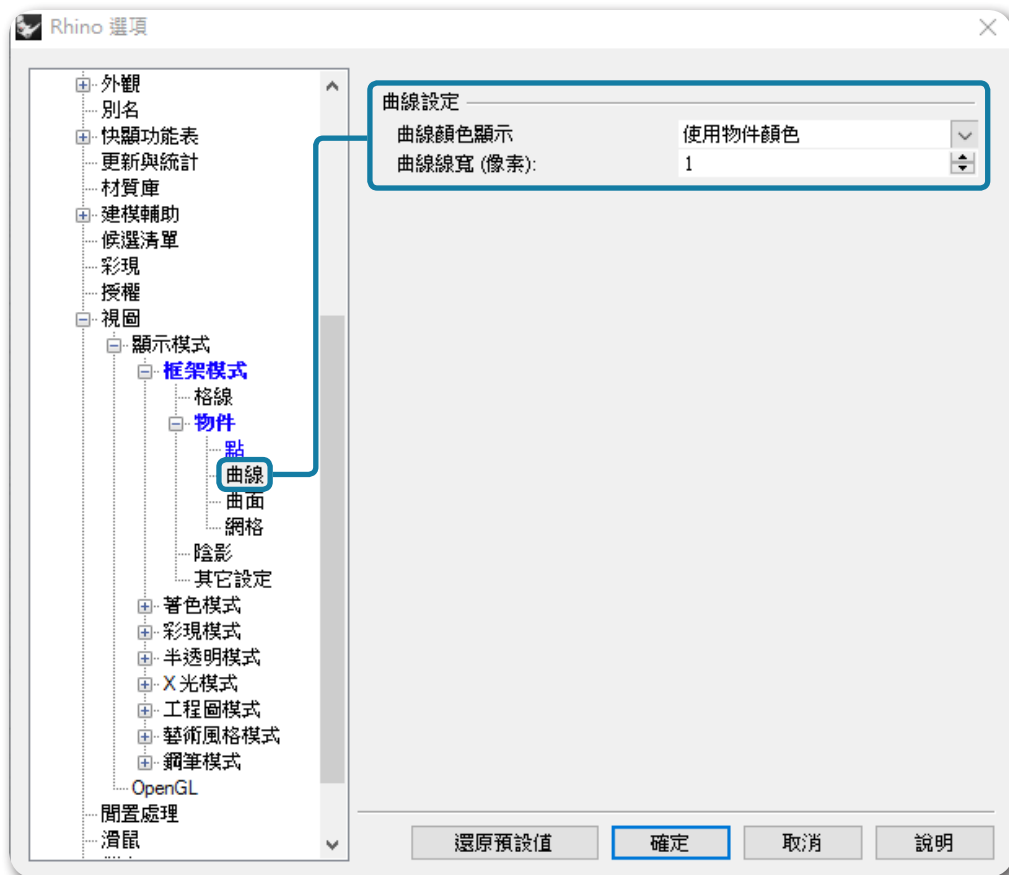 Rhino 選項
外觀
別名
快顯功能表
更新與統計
材質庫
建模輔助
候選清單
彩現
授權
視圖
顯示模式
框架模式
格線
物件
點
曲線
曲面
網格
陰影
其它設定
著色模式
彩現模式
半透明模式
X 光模式
工程圖模式
藝術風格模式
鋼筆模式
OpenGL
閒置處理
滑鼠
曲線設定
曲線顏色顯示 使用物件顏色
曲線線寬 (像素): 1
還原預設值 確定 取消 說明